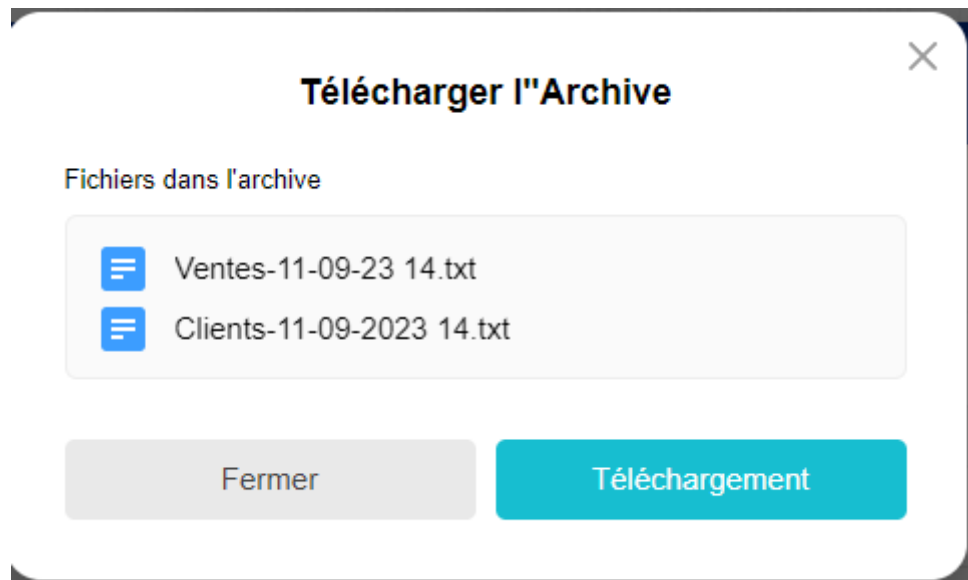 Télécharger l''Archive
Fichiers dans l'archive
Ventes-11-09-23 14.txt
Clients-11-09-2023 14.txt
Fermer
Téléchargement